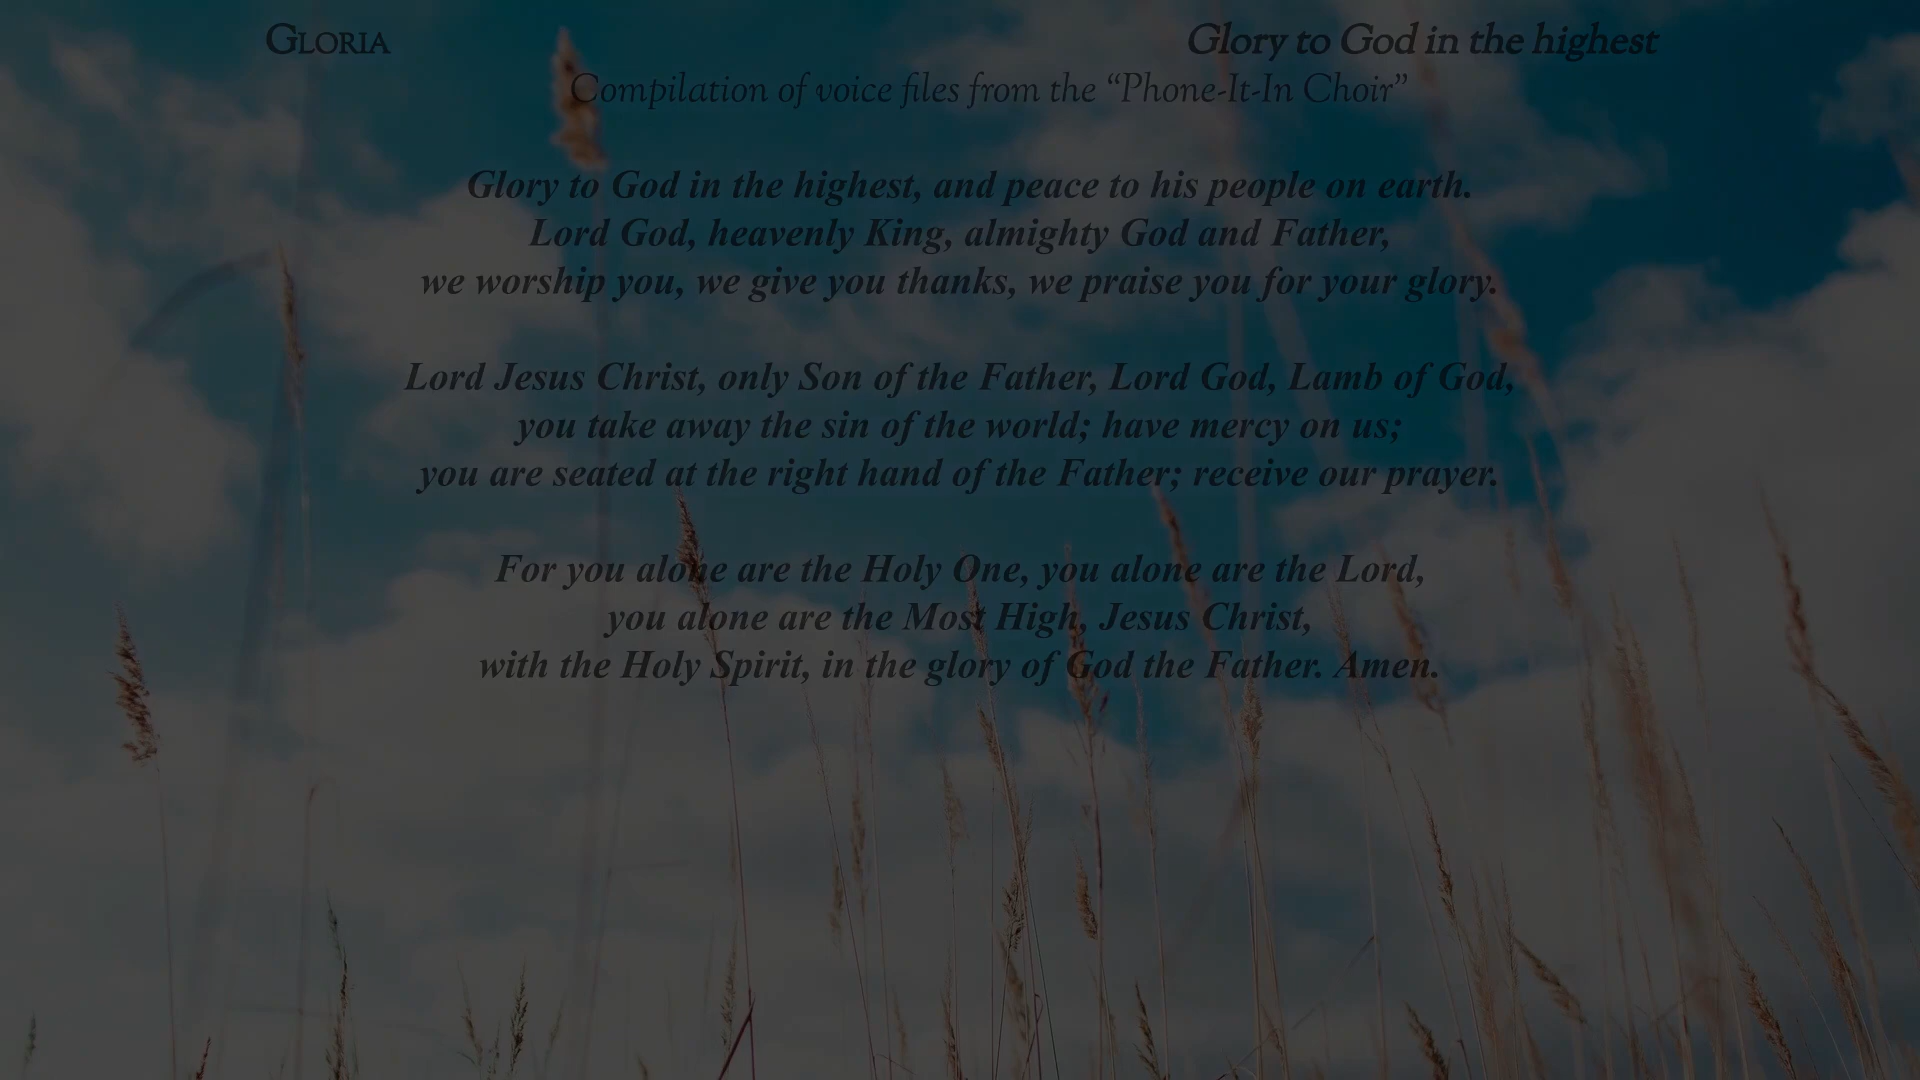 GLORIA Glory to God in the highest
Compilation of voice files from the “Phone-It-In Choir”
Glory to God in the highest, and peace to his people on earth.
Lord God, heavenly King, almighty God and Father,
we worship you, we give you thanks, we praise you for your glory.
Lord Jesus Christ, only Son of the Father, Lord God, Lamb of God,
you take away the sin of the world; have mercy on us;
you are seated at the right hand of the Father; receive our prayer.
For you alone are the Holy One, you alone are the Lord,
you alone are the Most High, Jesus Christ,
with the Holy Spirit, in the glory of God the Father. Amen.